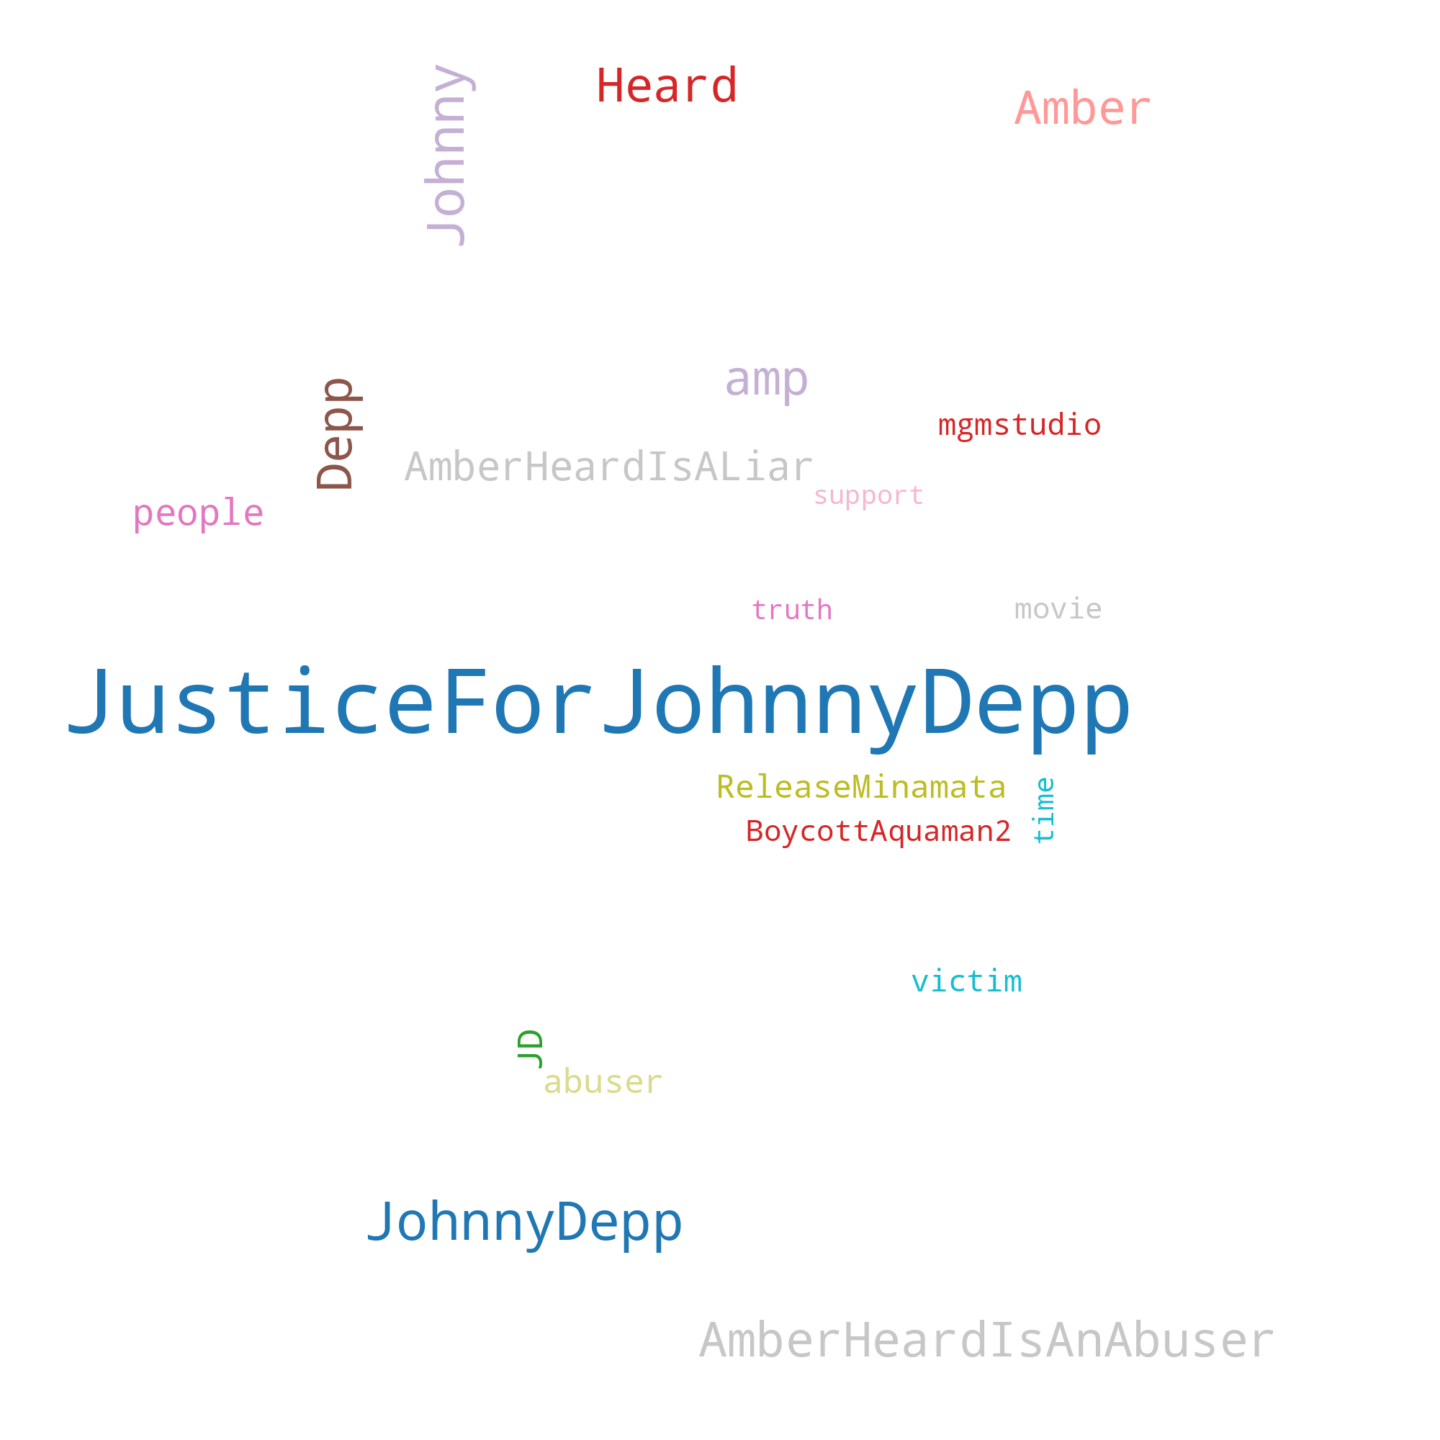 Johnny
Heard
Amber
amp
Depp
mgmstudio
AmberHeardIsALiar
support
people
truth
movie
JusticeForJohnnyDepp
ReleaseMinamata
time
BoycottAquaman2
victim
JD
abuser
JohnnyDepp
AmberHeardIsAnAbuser